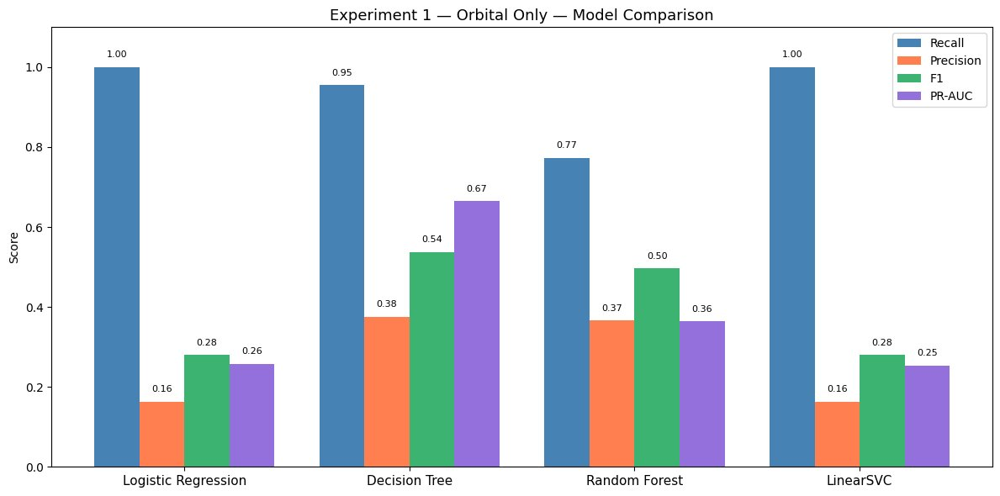 Experiment 1 — Orbital Only — Model Comparison
Recall
Precision
F1
PR-AUC
Score
1.0
0.8
0.6
0.4
0.2
0.0
1.00
0.16
0.28
0.26
0.95
0.38
0.54
0.67
0.77
0.37
0.50
0.36
1.00
0.16
0.28
0.25
Logistic Regression
Decision Tree
Random Forest
LinearSVC